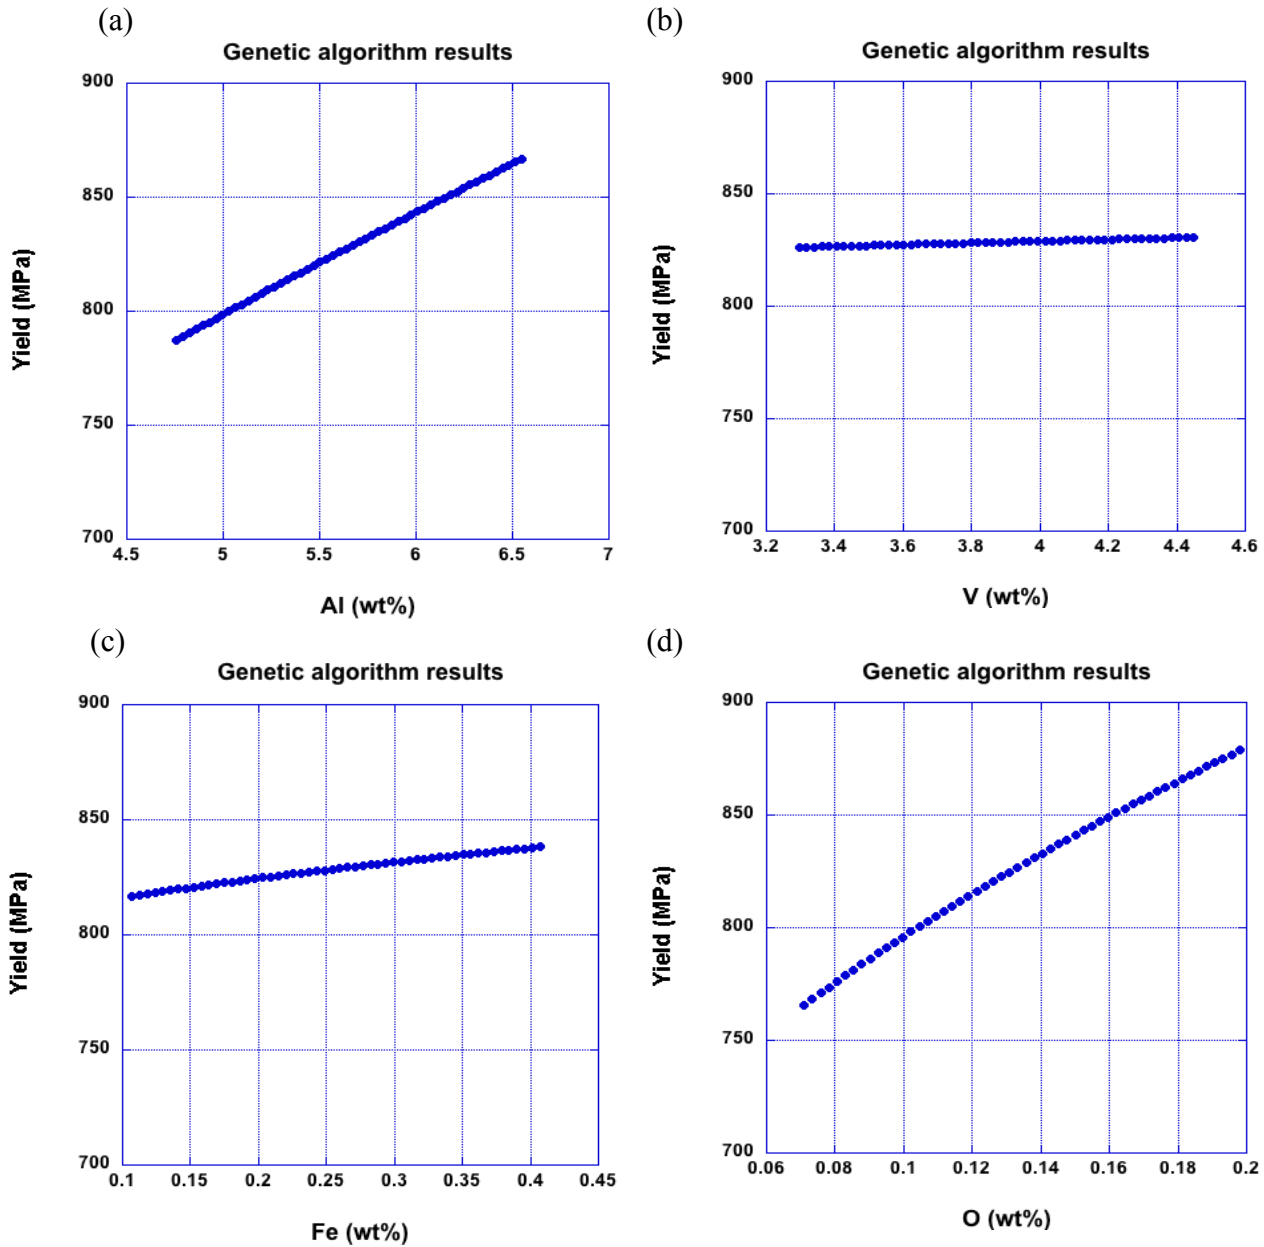 (a)
Genetic algorithm results
900
850
800
750
700
4.5 5 5.5 6 6.5 7
Yield (MPa)
Al (wt%)
(b)
Genetic algorithm results
900
850
800
750
700
3.2 3.4 3.6 3.8 4 4.2 4.4 4.6
Yield (MPa)
V (wt%)
(c)
Genetic algorithm results
900
850
800
750
700
0.1 0.15 0.2 0.25 0.3 0.35 0.4 0.45
Yield (MPa)
Fe (wt%)
(d)
Genetic algorithm results
900
850
800
750
700
0.06 0.08 0.1 0.12 0.14 0.16 0.18 0.2
Yield (MPa)
O (wt%)